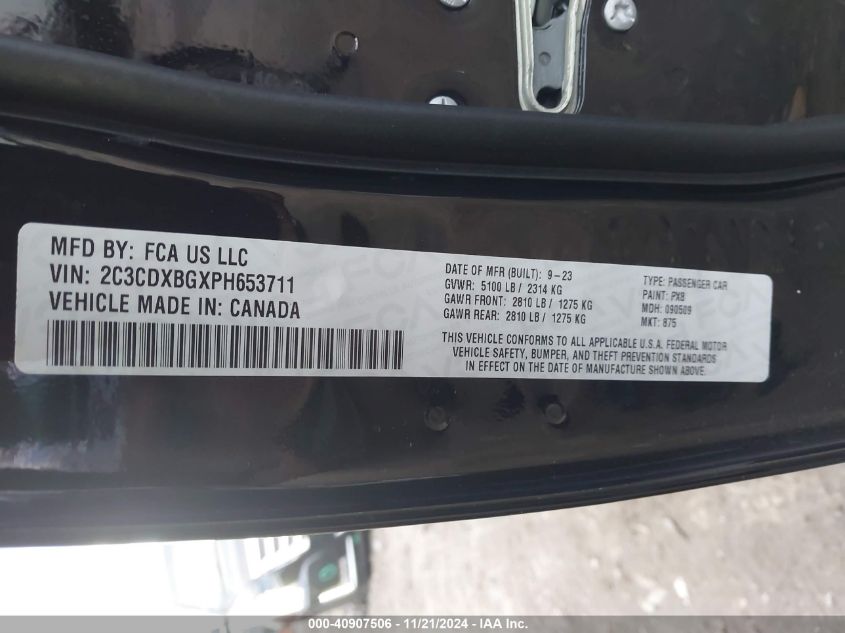 MFD BY: FCA US LLC
VIN: 2C3CDXBGXPH653711
VEHICLE MADE IN: CANADA
DATE OF MFR (BUILT): 9-23
GVWR: 5100 LB / 2314 KG
GAWR FRONT: 2810 LB / 1275 KG
GAWR REAR: 2810 LB / 1275 KG
TYPE: PASSENGER CAR
PAINT: PX8
MDH: 090509
MKT: 875
THIS VEHICLE CONFORMS TO ALL APPLICABLE U.S.A. FEDERAL MOTOR
VEHICLE SAFETY, BUMPER, AND THEFT PREVENTION STANDARDS
IN EFFECT ON THE DATE OF MANUFACTURE SHOWN ABOVE.
000-40907506 - 11/21/2024 - IAA Inc.